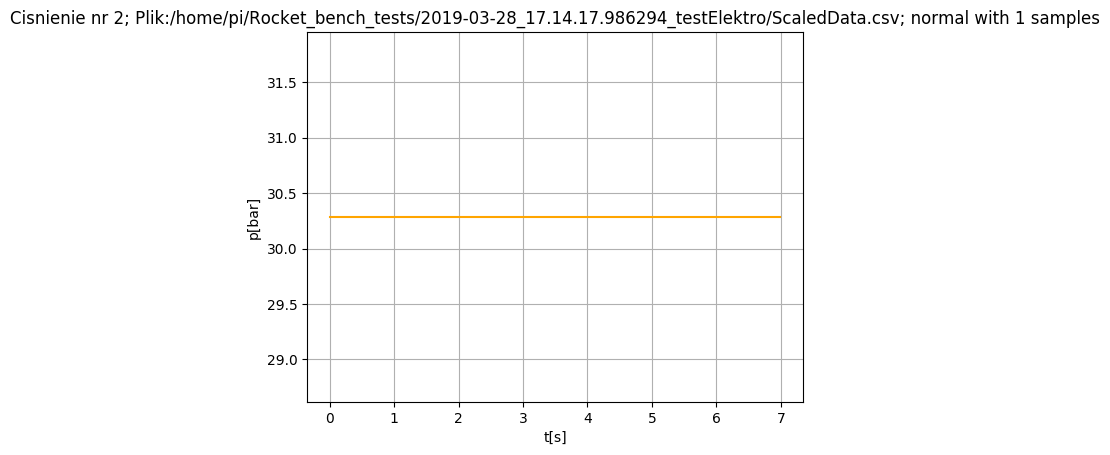 Cisnienie nr 2; Plik:/home/pi/Rocket_bench_tests/2019-03-28_17.14.17.986294_testElektro/ScaledData.csv; normal with 1 samples
31.5
31.0
30.5
30.0
29.5
29.0
p[bar]
0 1 2 3 4 5 6 7
t[s]